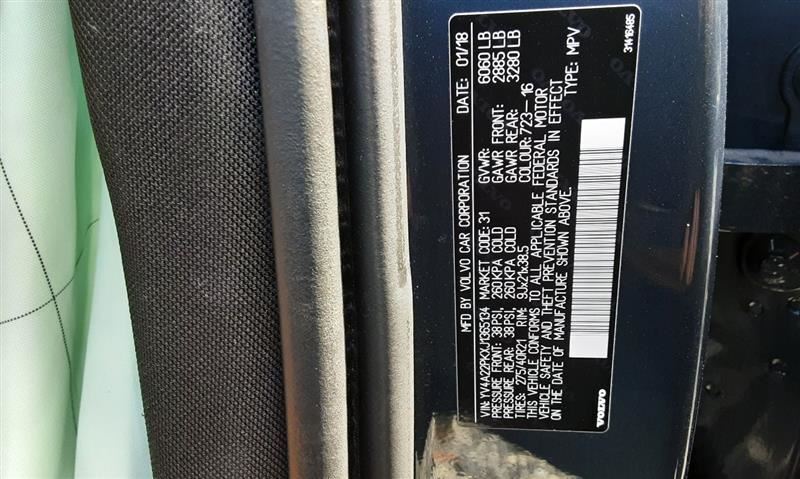 MFD BY VOLVO CAR CORPORATION DATE: 01/18
VIN: YV4A22PKXJ1365134 MARKET CODE: 31 GVWR: 6060 LB
PRESSURE FRONT: 38PSI, 260KPA COLD GAWR FRONT: 2885 LB
PRESSURE REAR: 38PSI, 260KPA COLD GAWR REAR: 3280 LB
TIRES: 275/40R21 RIM: 9Jx21x38.5 COLOUR: 723-16
THIS VEHICLE CONFORMS TO ALL APPLICABLE FEDERAL MOTOR
VEHICLE SAFETY AND THEFT PREVENTION STANDARDS IN EFFECT
ON THE DATE OF MANUFACTURE SHOWN ABOVE. TYPE: MPV
VOLVO 31416485